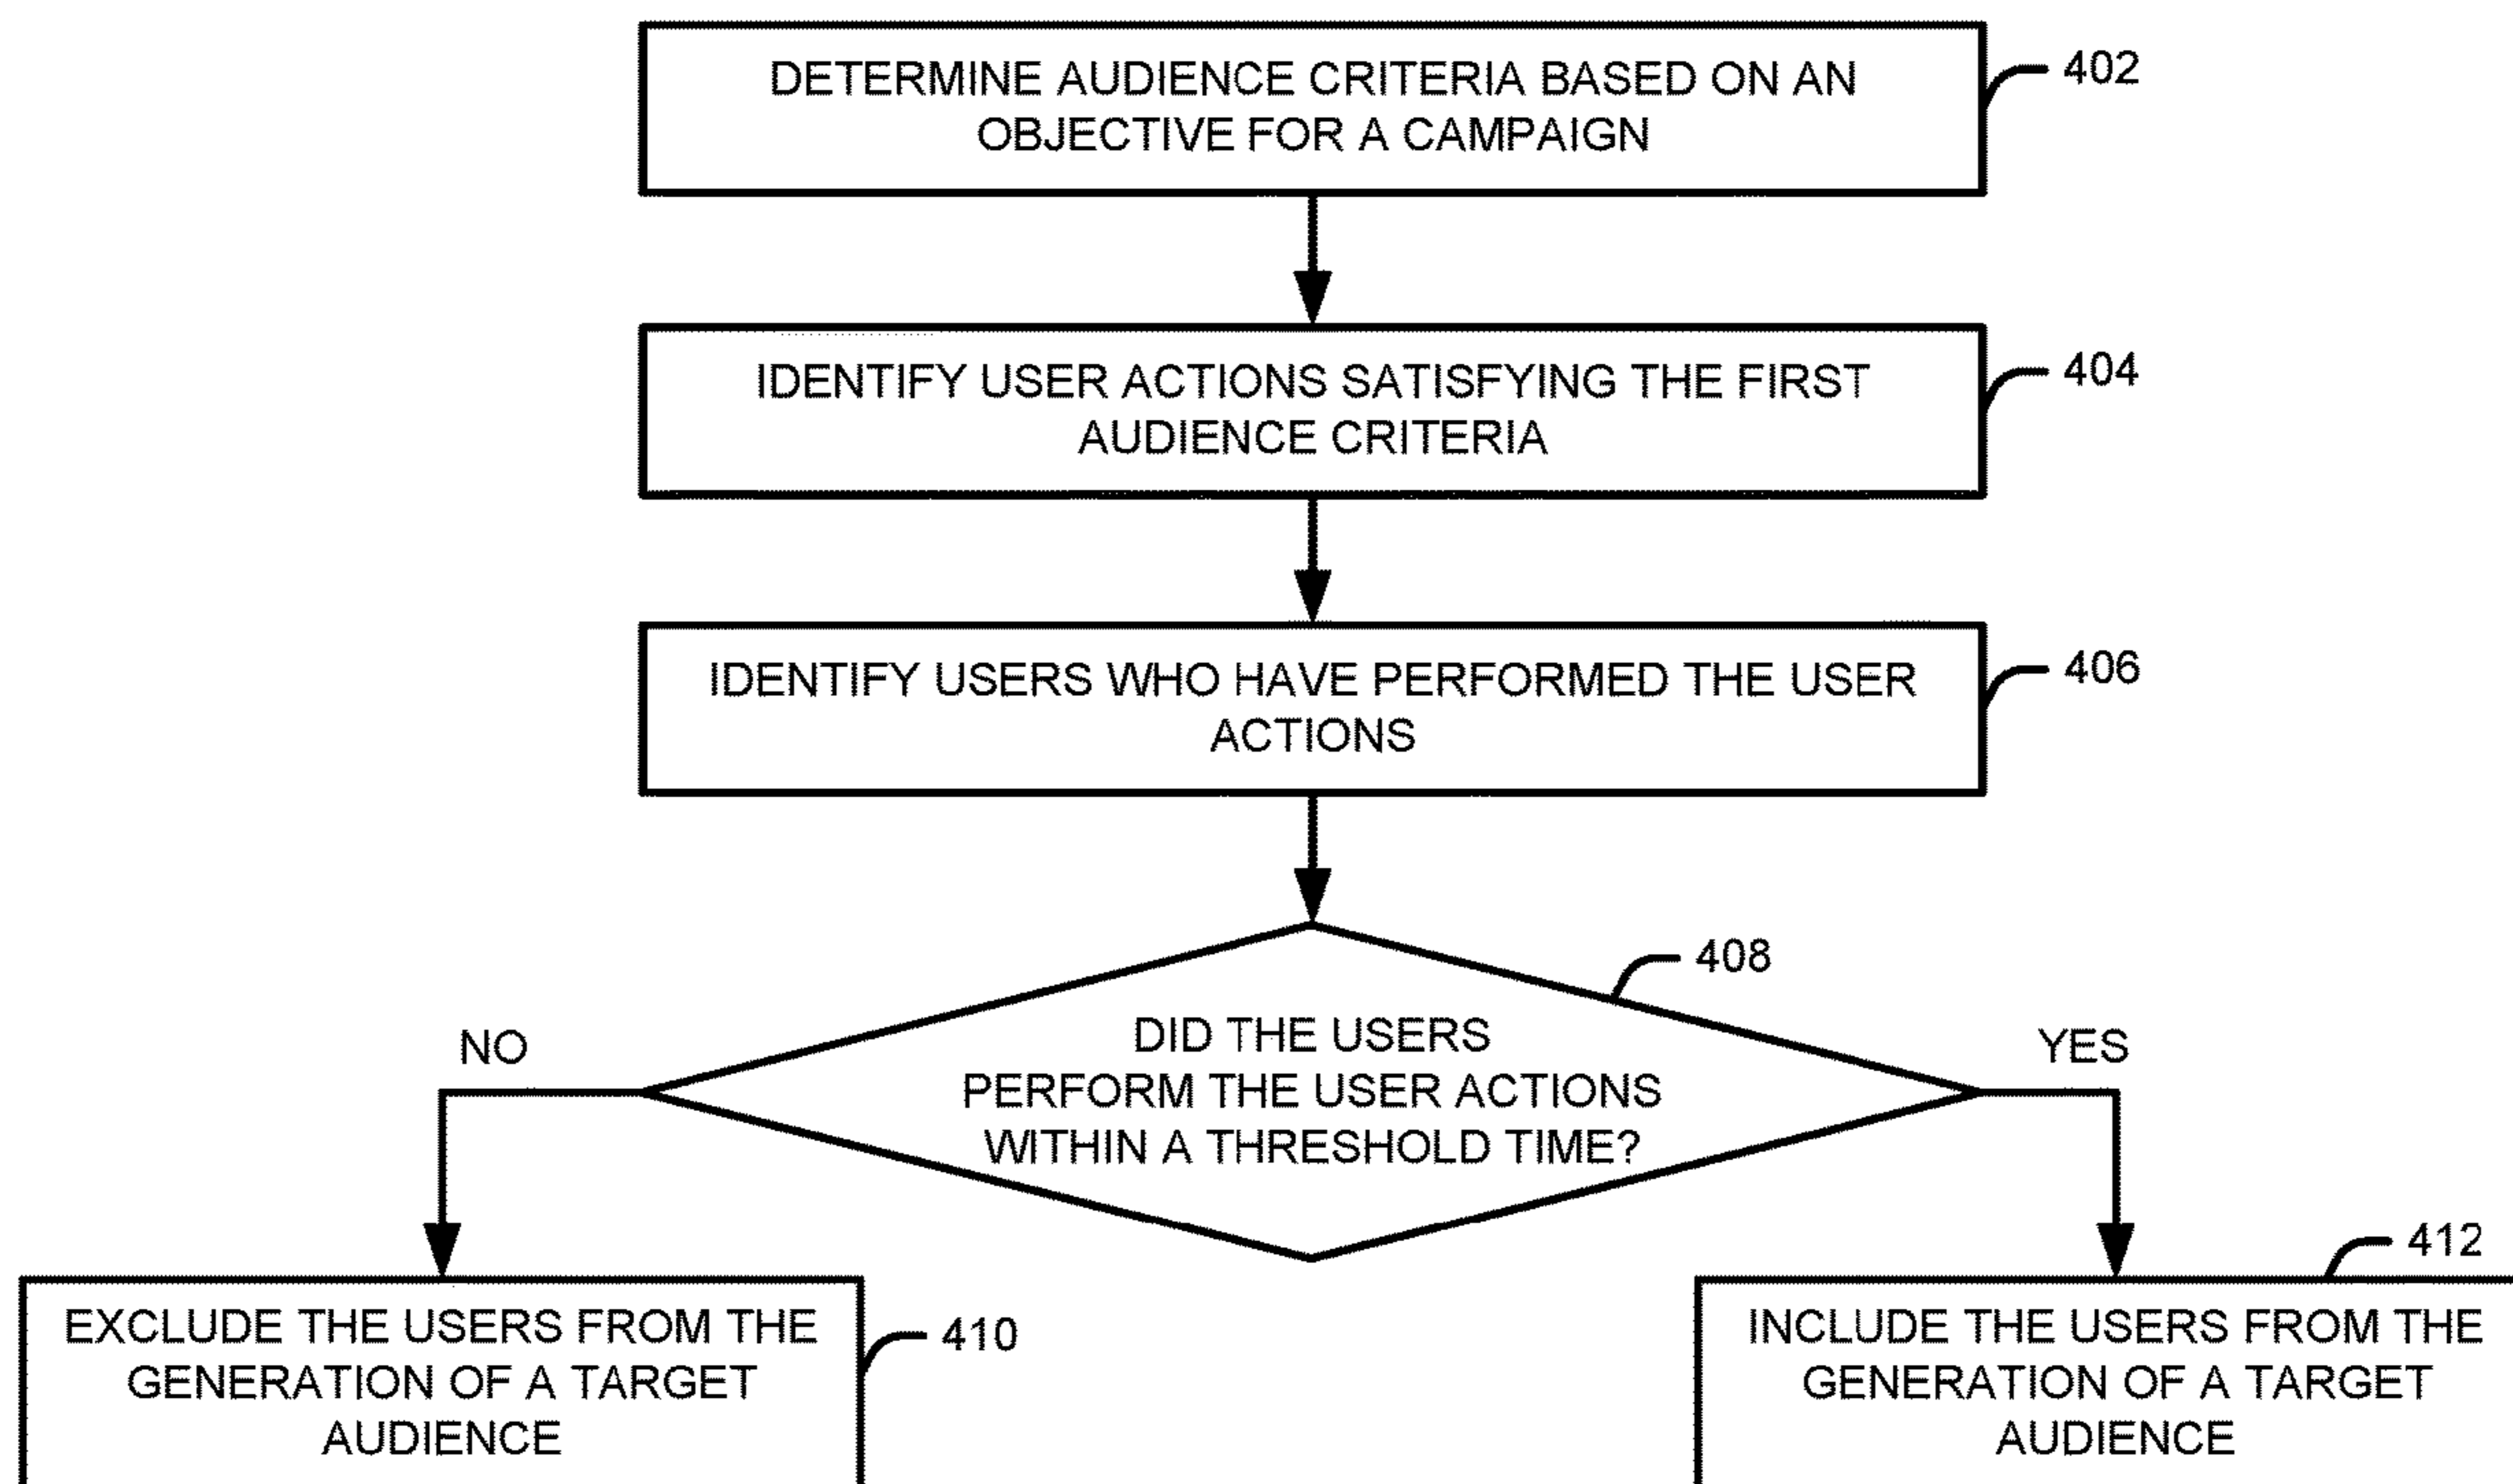 DETERMINE AUDIENCE CRITERIA BASED ON AN
OBJECTIVE FOR A CAMPAIGN
402
IDENTIFY USER ACTIONS SATISFYING THE FIRST
AUDIENCE CRITERIA
404
IDENTIFY USERS WHO HAVE PERFORMED THE USER
ACTIONS
406
408
DID THE USERS
PERFORM THE USER ACTIONS
WITHIN A THRESHOLD TIME?
NO
YES
EXCLUDE THE USERS FROM THE
GENERATION OF A TARGET
AUDIENCE
410
412
INCLUDE THE USERS FROM THE
GENERATION OF A TARGET
AUDIENCE